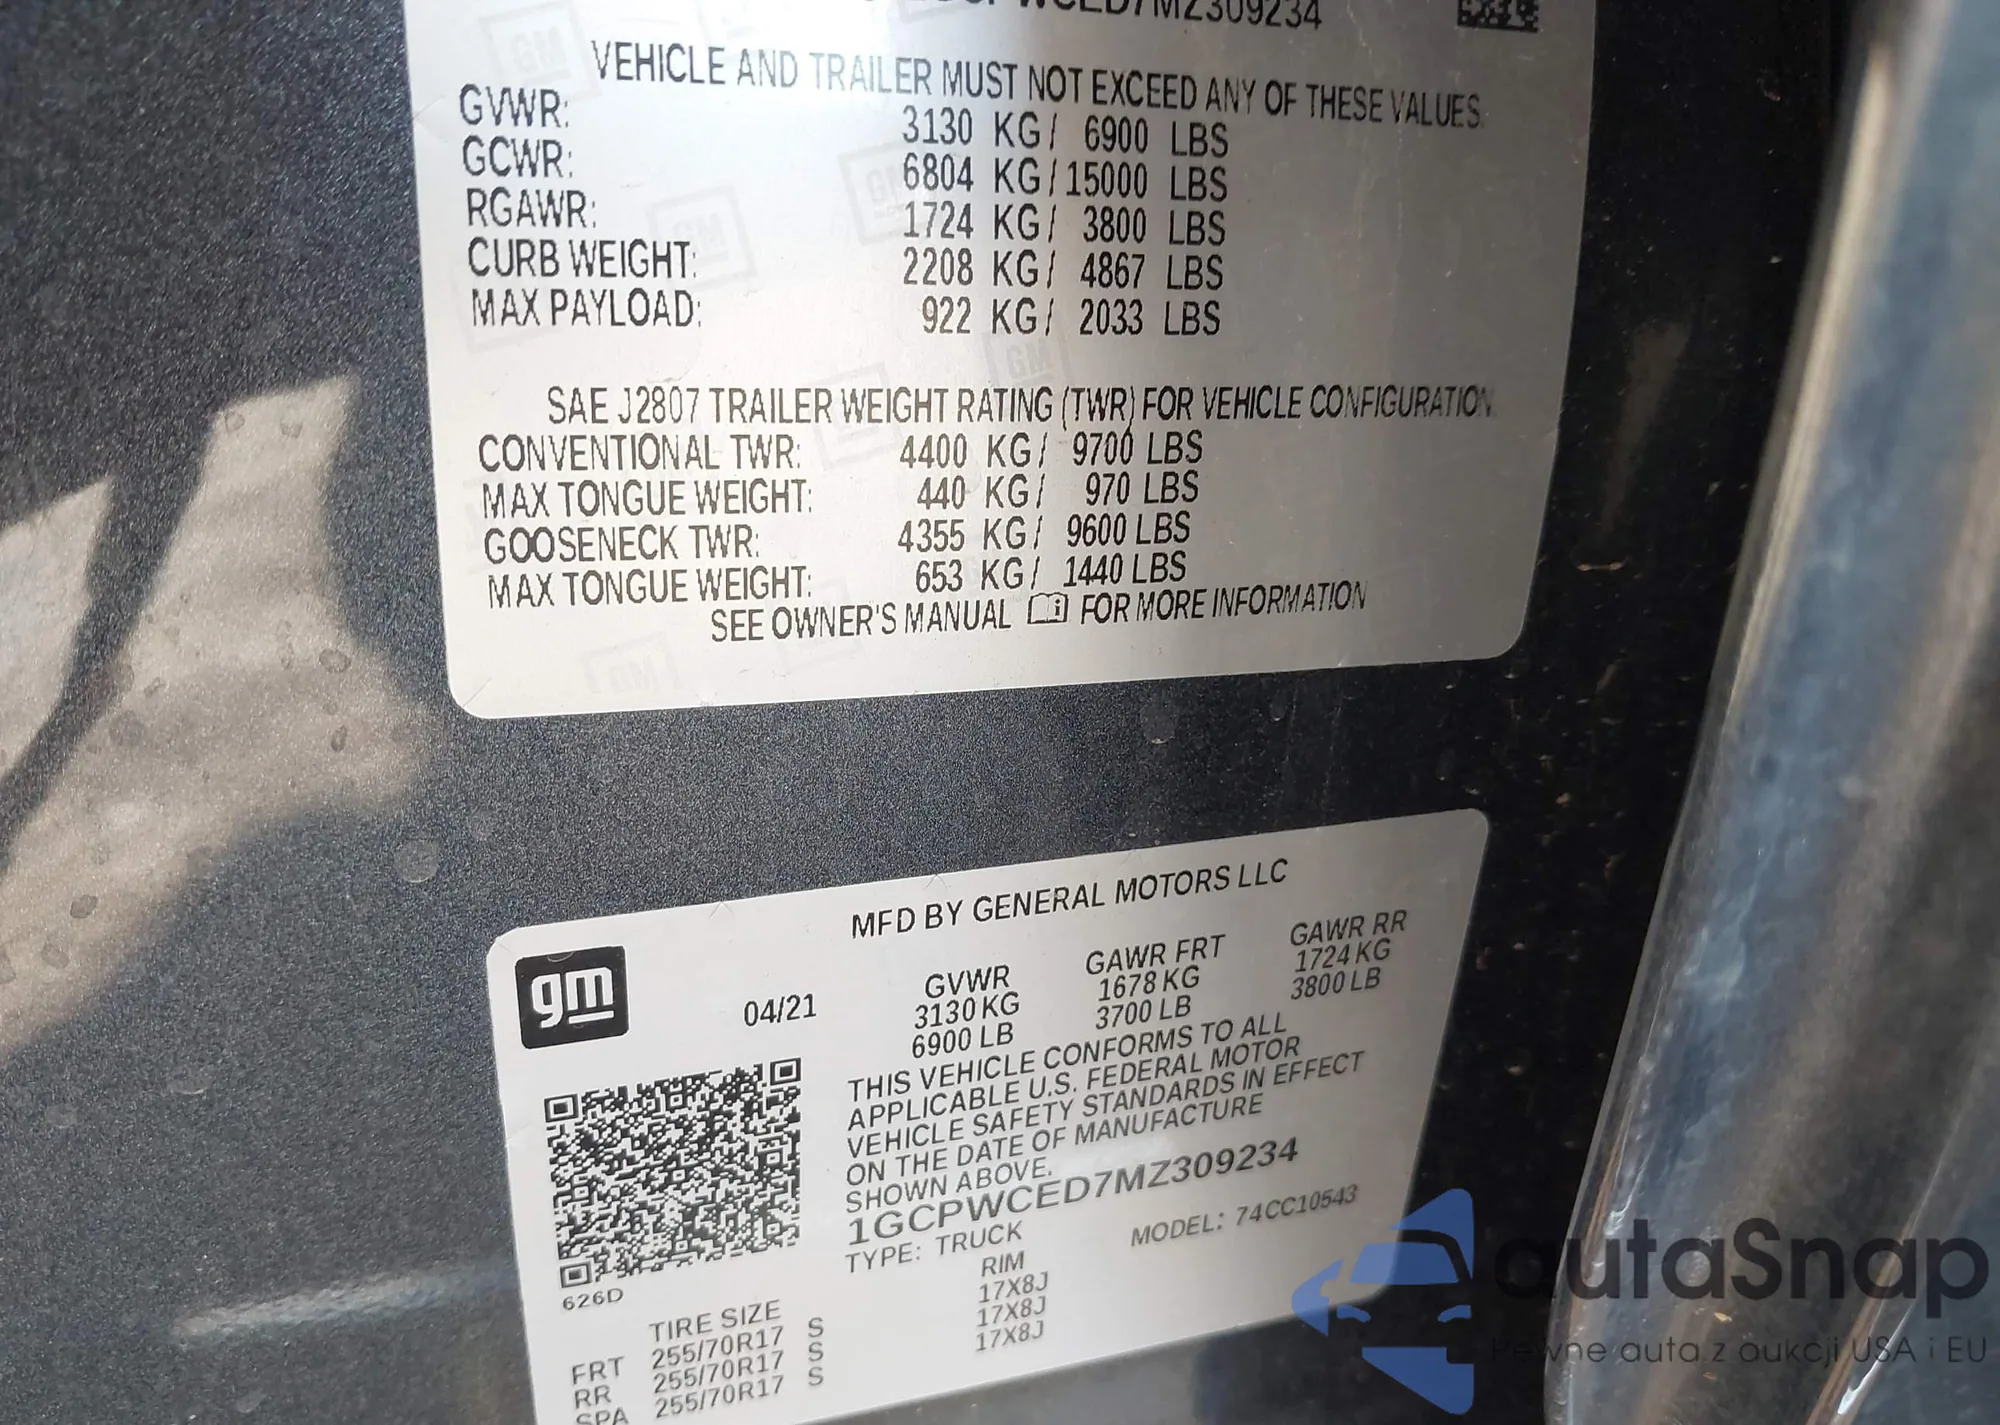 WCED7MZ309234
VEHICLE AND TRAILER MUST NOT EXCEED ANY OF THESE VALUES.
GVWR: 3130 KG/ 6900 LBS
GCWR: 6804 KG/ 15000 LBS
RGAWR: 1724 KG/ 3800 LBS
CURB WEIGHT: 2208 KG/ 4867 LBS
MAX PAYLOAD: 922 KG/ 2033 LBS
SAE J2807 TRAILER WEIGHT RATING (TWR) FOR VEHICLE CONFIGURATION
CONVENTIONAL TWR: 4400 KG/ 9700 LBS
MAX TONGUE WEIGHT: 440 KG/ 970 LBS
GOOSENECK TWR: 4355 KG/ 9600 LBS
MAX TONGUE WEIGHT: 653 KG/ 1440 LBS
SEE OWNER'S MANUAL FOR MORE INFORMATION
MFD BY GENERAL MOTORS LLC
gm
04/21
GVWR GAWR FRT GAWR RR
3130 KG 1678 KG 1724 KG
6900 LB 3700 LB 3800 LB
THIS VEHICLE CONFORMS TO ALL
APPLICABLE U.S. FEDERAL MOTOR
VEHICLE SAFETY STANDARDS IN EFFECT
ON THE DATE OF MANUFACTURE
SHOWN ABOVE.
1GCPWCED7MZ309234
TYPE: TRUCK MODEL: 74CC10543
626D
TIRE SIZE RIM
FRT 255/70R17 S 17X8J
RR 255/70R17 S 17X8J
SPA 255/70R17 S 17X8J
autaSnap
Pewne auta z aukcji USA i EU